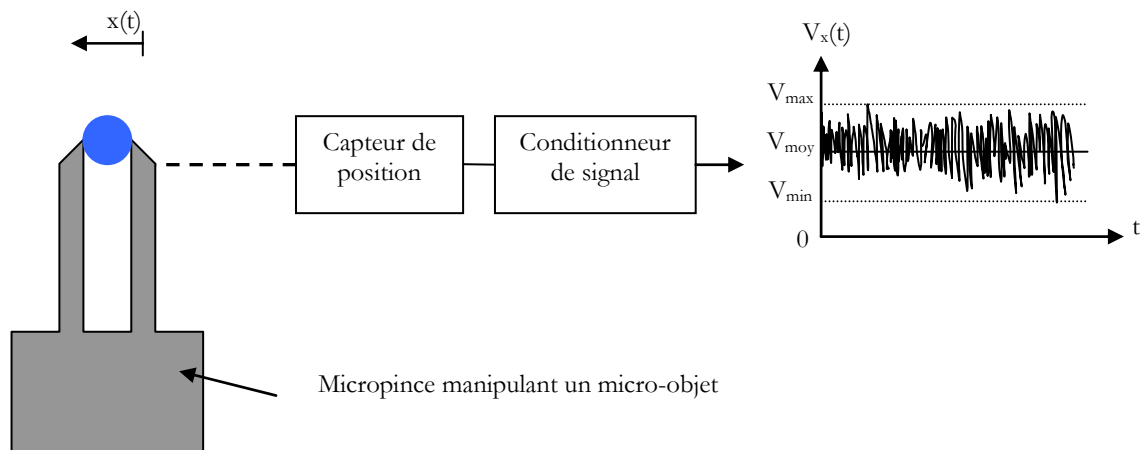 x(t)
Capteur de
position
Conditionneur
de signal
Vₓ(t)
Vmax
Vmoy
Vmin
0
t
Micropince manipulant un micro-objet